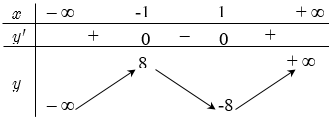 x −∞ -1 1 +∞
y′ + 0 − 0 +
8 +∞
y
−∞ -8